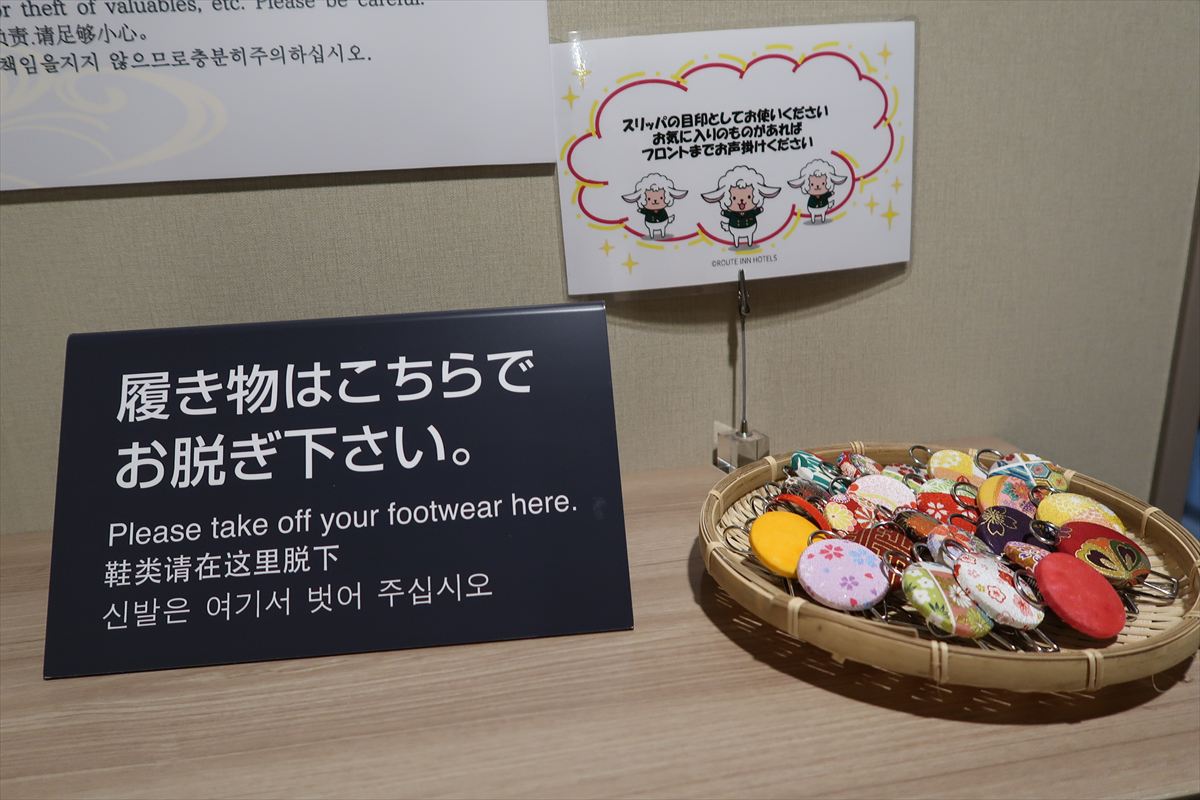 r theft of valuables, etc. Please be careful.
负责,请足够小心。
책임을지지 않으므로충분히주의하십시오.
スリッパの目印としてお使いください
お気に入りのものがあれば
フロントまでお声掛けください
©ROUTE INN HOTELS
履き物はこちらで
お脱ぎ下さい。
Please take off your footwear here.
鞋类请在这里脱下
신발은 여기서 벗어 주십시오